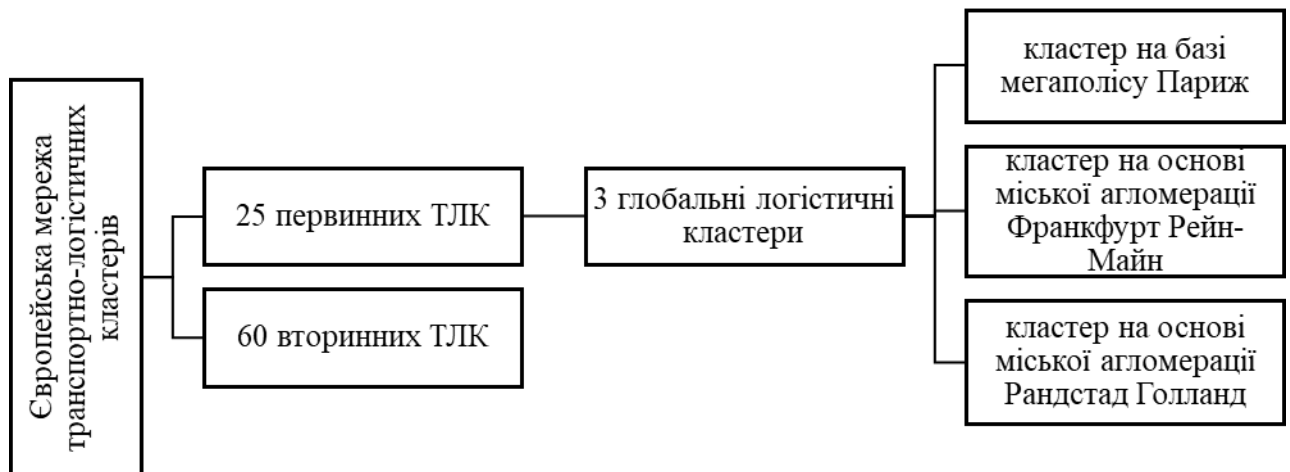 Європейська мережа
транспортно-логістичних
кластерів
25 первинних ТЛК
60 вторинних ТЛК
3 глобальні логістичні
кластери
кластер на базі
мегаполісу Париж
кластер на основі
міської агломерації
Франкфурт Рейн-
Майн
кластер на основі
міської агломерації
Рандстад Голланд